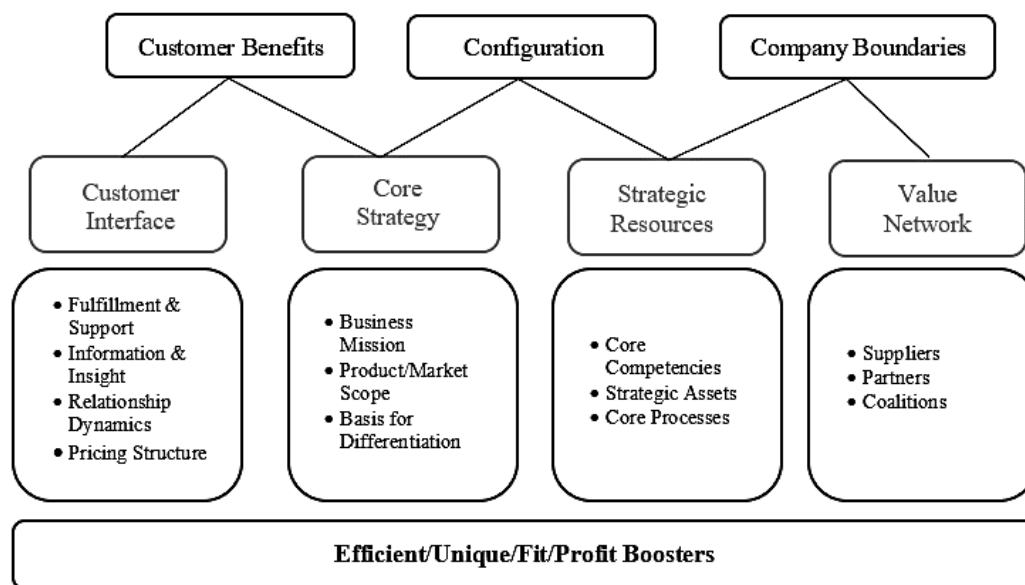 Customer Benefits
Configuration
Company Boundaries
Customer
Interface
Core
Strategy
Strategic
Resources
Value
Network
• Fulfillment &
Support
• Information &
Insight
• Relationship
Dynamics
• Pricing Structure
• Business
Mission
• Product/Market
Scope
• Basis for
Differentiation
• Core
Competencies
• Strategic Assets
• Core Processes
• Suppliers
• Partners
• Coalitions
Efficient/Unique/Fit/Profit Boosters